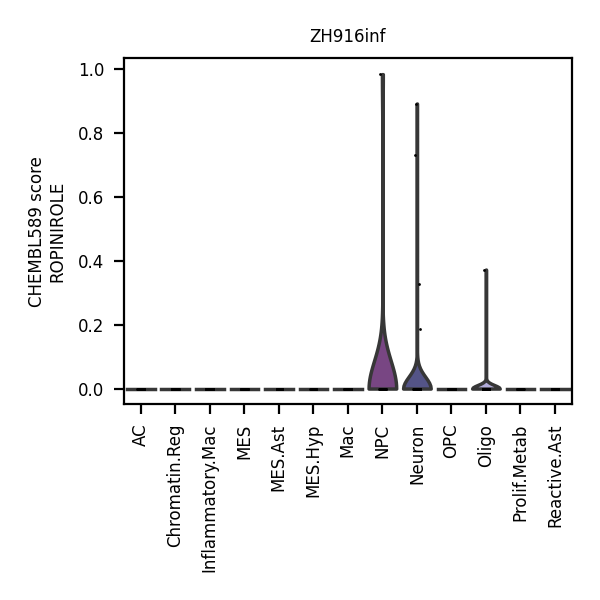 ZH916inf
CHEMBL589 score
ROPINIROLE
1.0
0.8
0.6
0.4
0.2
0.0
AC
Chromatin.Reg
Inflammatory.Mac
MES
MES.Ast
MES.Hyp
Mac
NPC
Neuron
OPC
Oligo
Prolif.Metab
Reactive.Ast